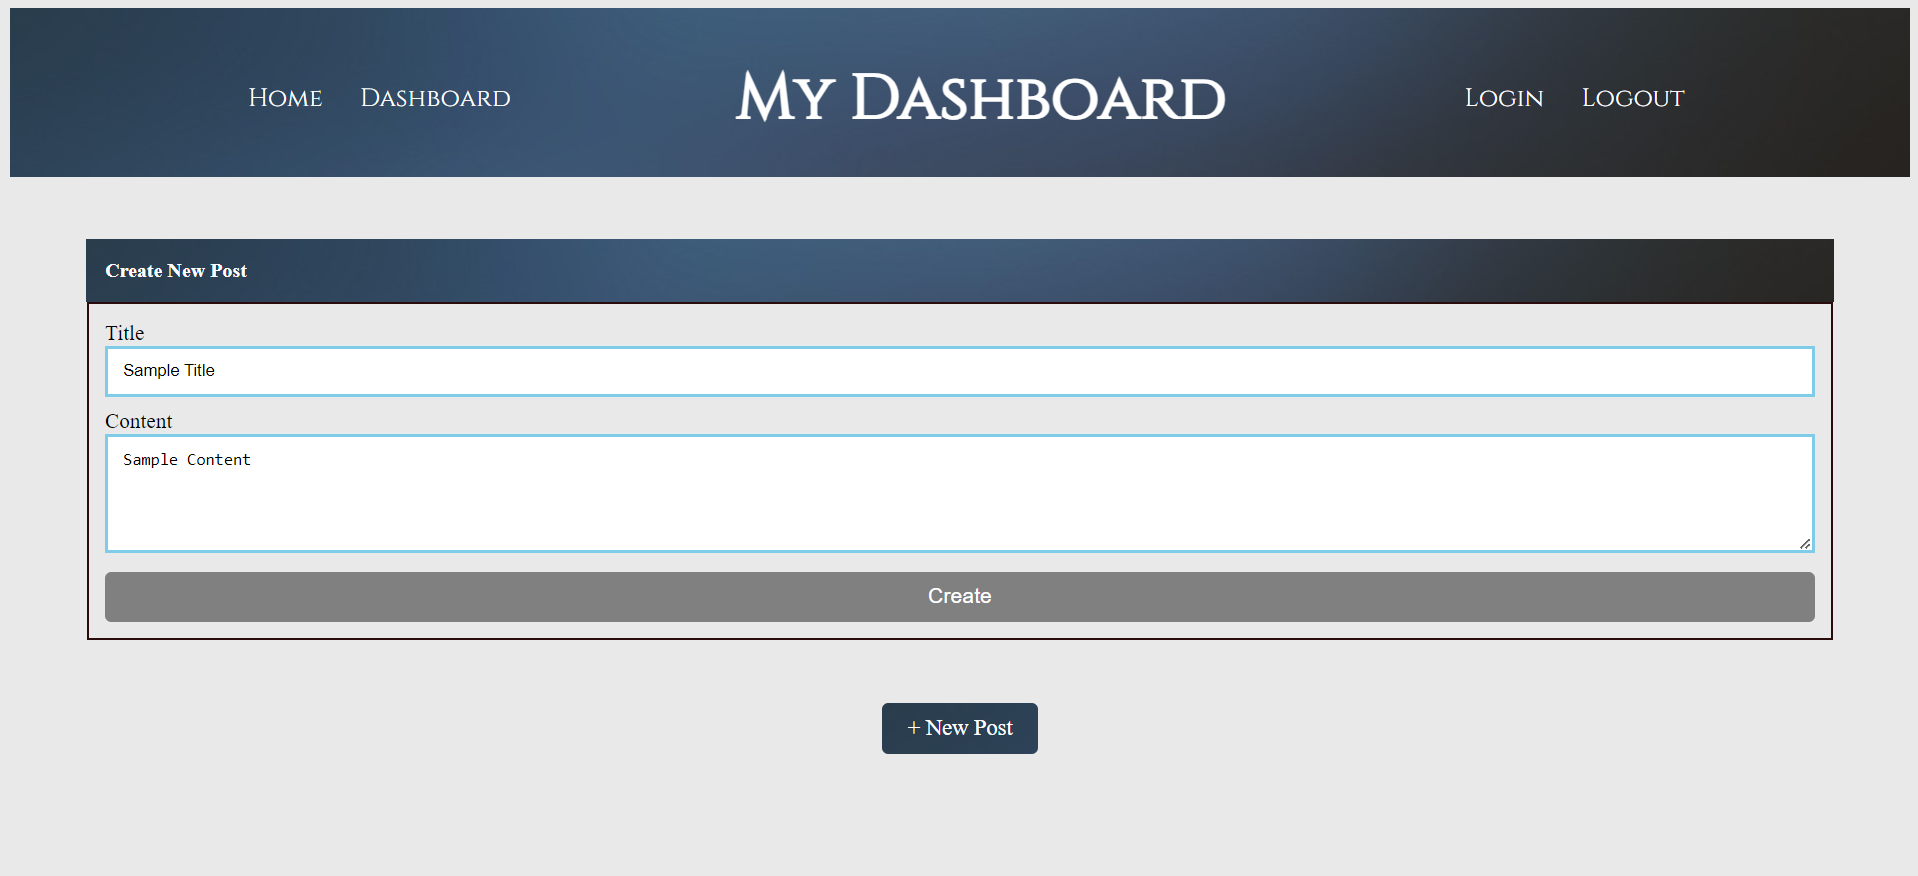 Home Dashboard My Dashboard Login Logout
Create New Post
Title
Sample Title
Content
Sample Content
Create
+ New Post